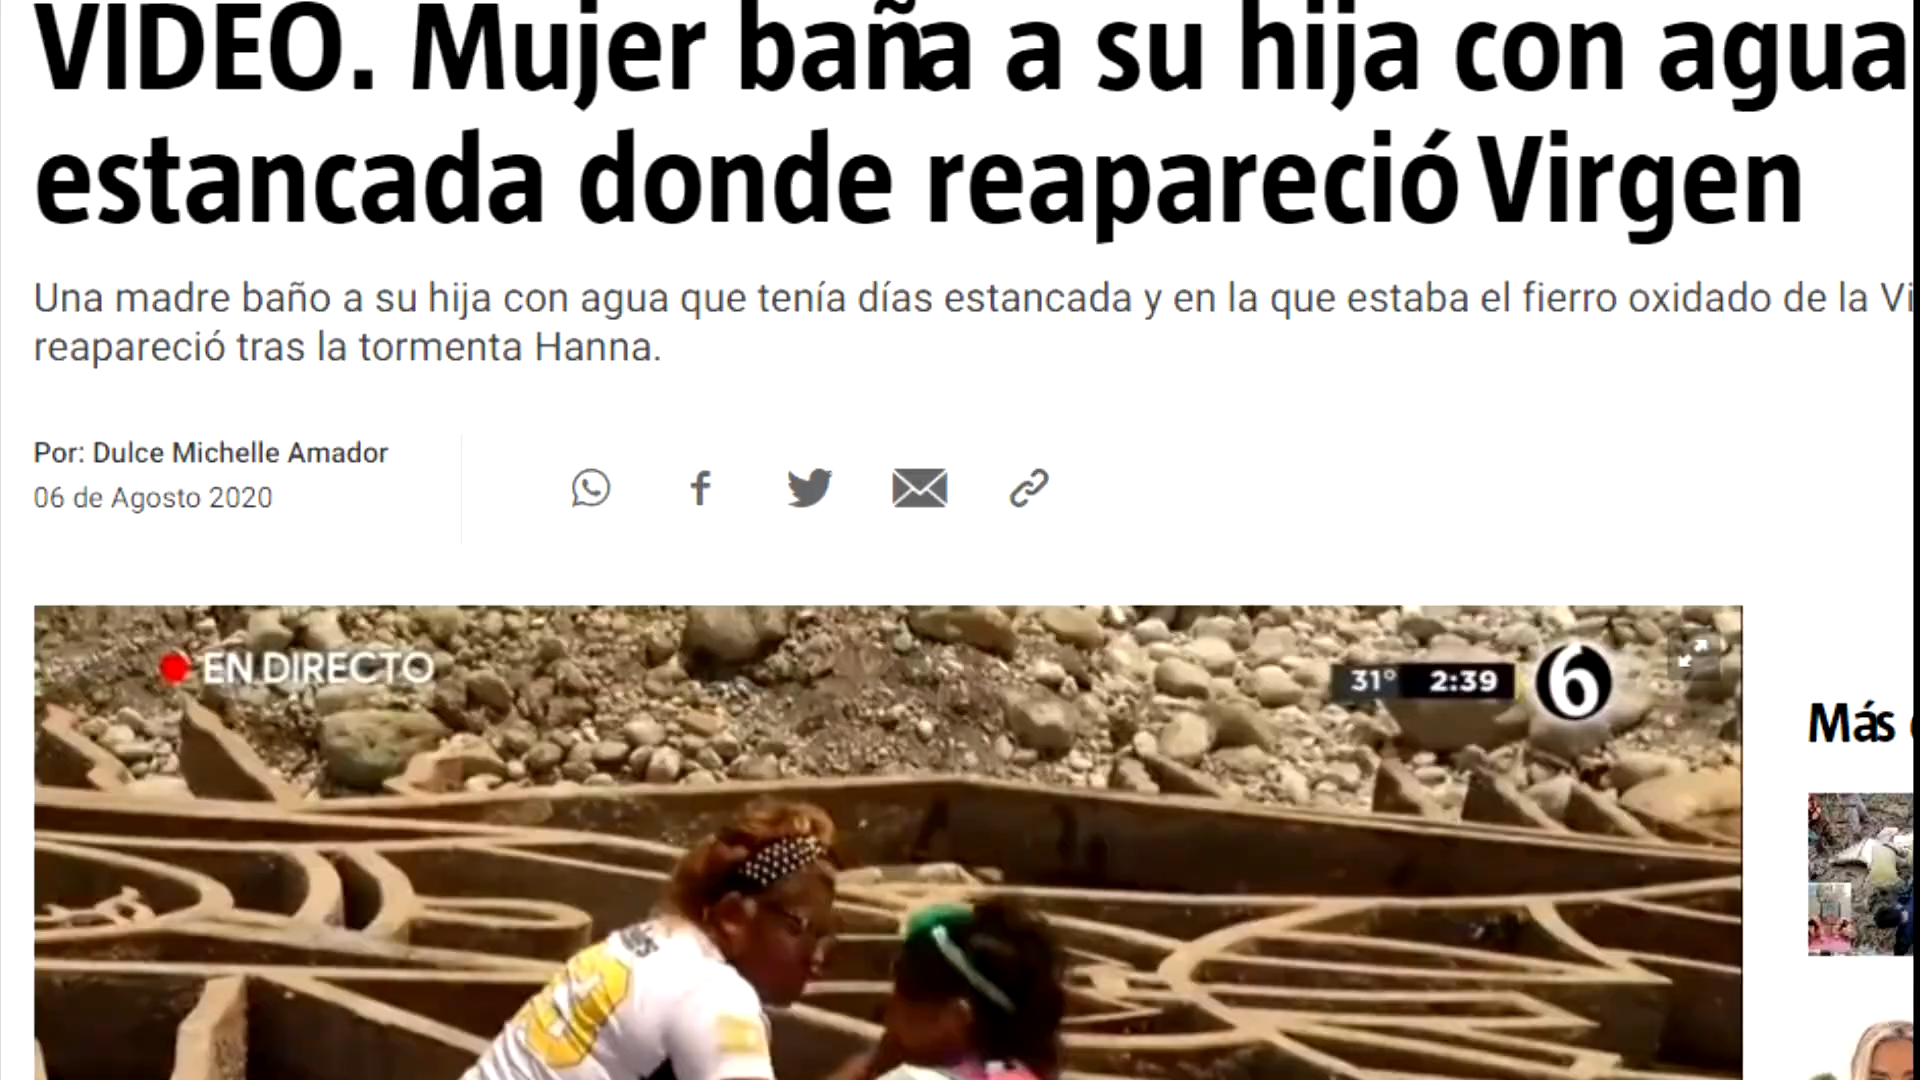 VIDEO. Mujer baña a su hija con agua
estancada donde reapareció Virgen
Una madre baño a su hija con agua que tenía días estancada y en la que estaba el fierro oxidado de la Vi
reapareció tras la tormenta Hanna.
Por: Dulce Michelle Amador
06 de Agosto 2020
EN DIRECTO
31° 2:39 6
Más